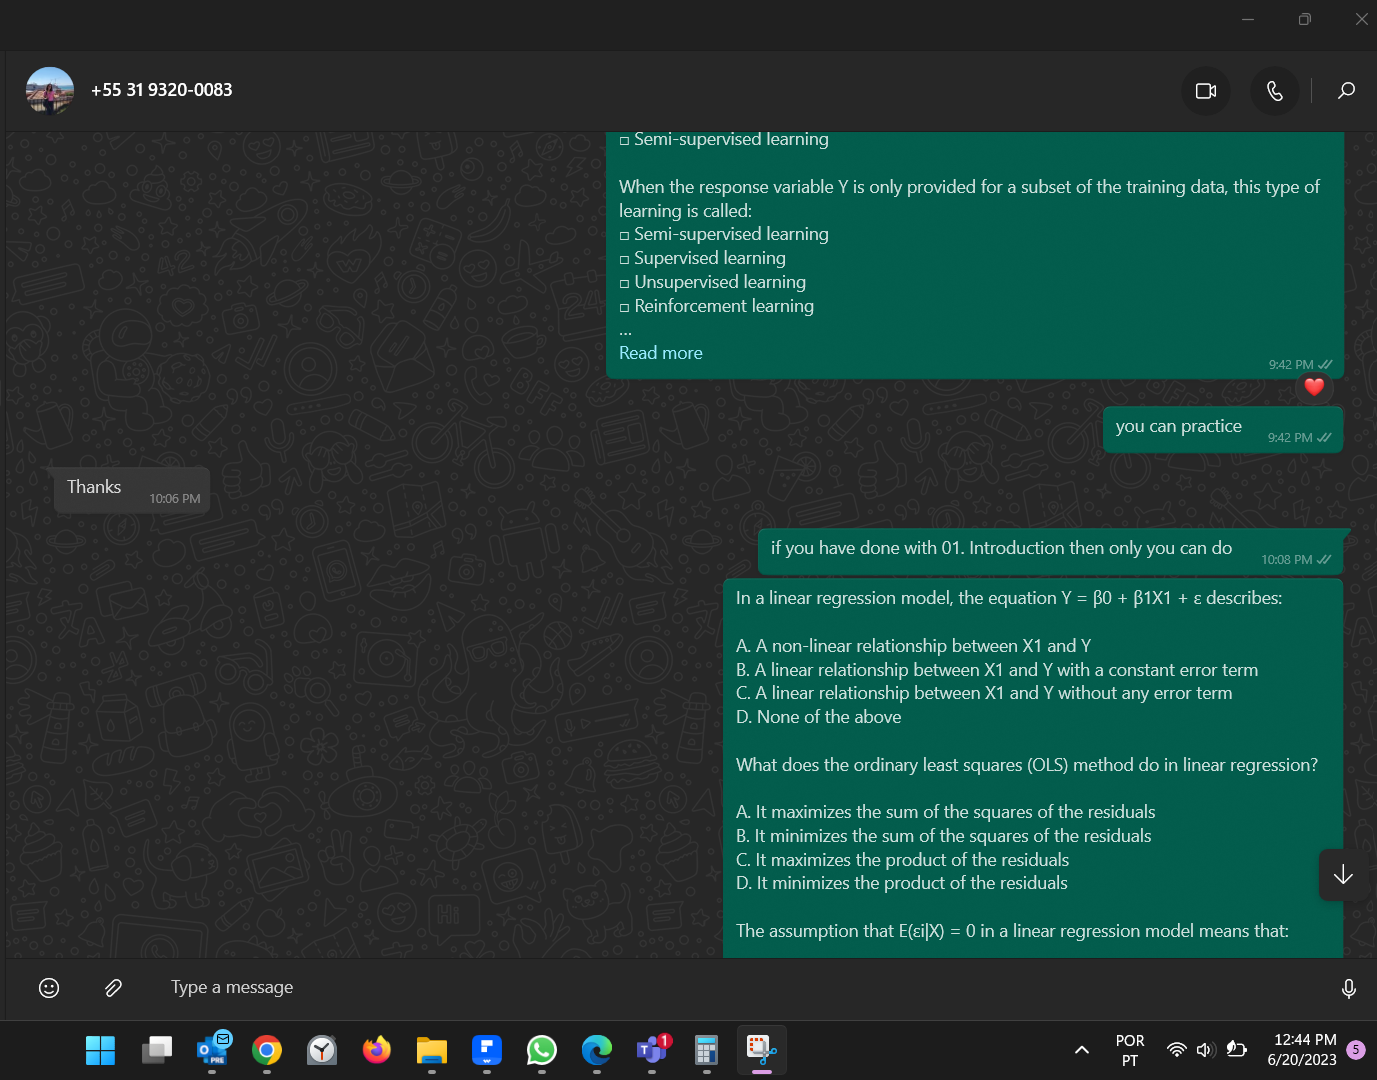 +55 31 9320-0083
□ Semi-supervised learning
When the response variable Y is only provided for a subset of the training data, this type of
learning is called:
□ Semi-supervised learning
□ Supervised learning
□ Unsupervised learning
□ Reinforcement learning
...
Read more
9:42 PM
you can practice
9:42 PM
Thanks
10:06 PM
if you have done with 01. Introduction then only you can do
10:08 PM
In a linear regression model, the equation Y = β0 + β1X1 + ε describes:
A. A non-linear relationship between X1 and Y
B. A linear relationship between X1 and Y with a constant error term
C. A linear relationship between X1 and Y without any error term
D. None of the above
What does the ordinary least squares (OLS) method do in linear regression?
A. It maximizes the sum of the squares of the residuals
B. It minimizes the sum of the squares of the residuals
C. It maximizes the product of the residuals
D. It minimizes the product of the residuals
The assumption that E(εi|X) = 0 in a linear regression model means that:
Type a message
PRE
1
POR
PT
12:44 PM
6/20/2023
5